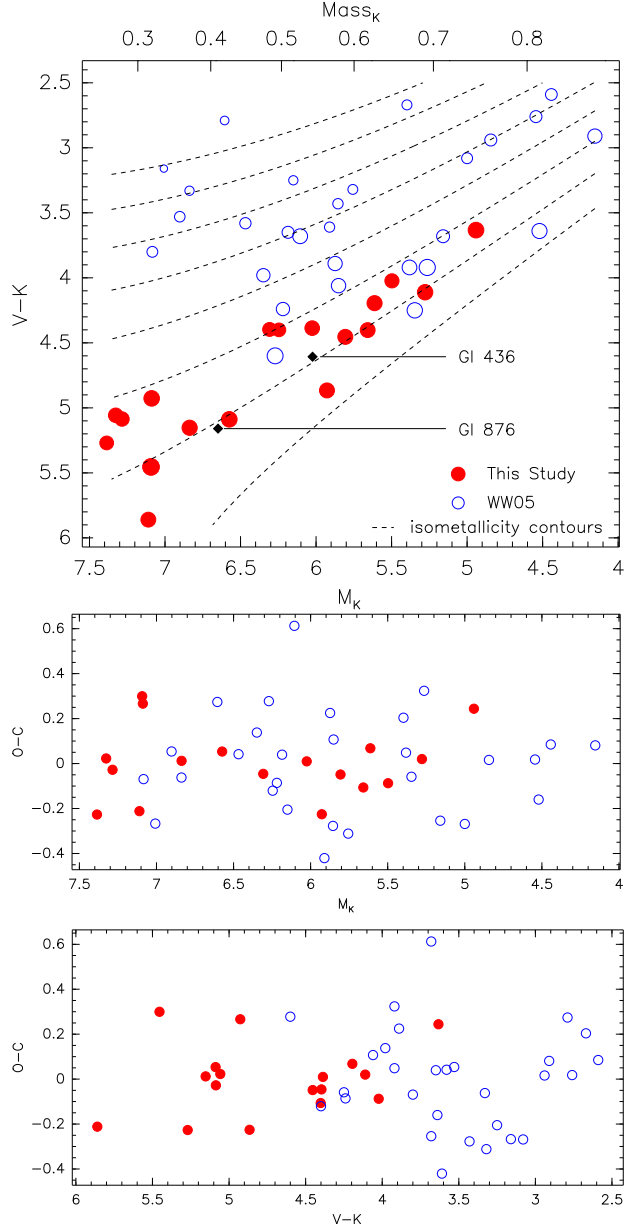 Mass_K
0.3 0.4 0.5 0.6 0.7 0.8
2.5
3
3.5
4
4.5
5
5.5
6
V-K
Gl 436
Gl 876
This Study
WW05
isometallicity contours
7.5 7 6.5 6 5.5 5 4.5 4
M_K
0.6
0.4
0.2
0
-0.2
-0.4
O-C
7.5 7 6.5 6 5.5 5 4.5 4
M_K
0.6
0.4
0.2
0
-0.2
-0.4
O-C
6 5.5 5 4.5 4 3.5 3 2.5
V-K